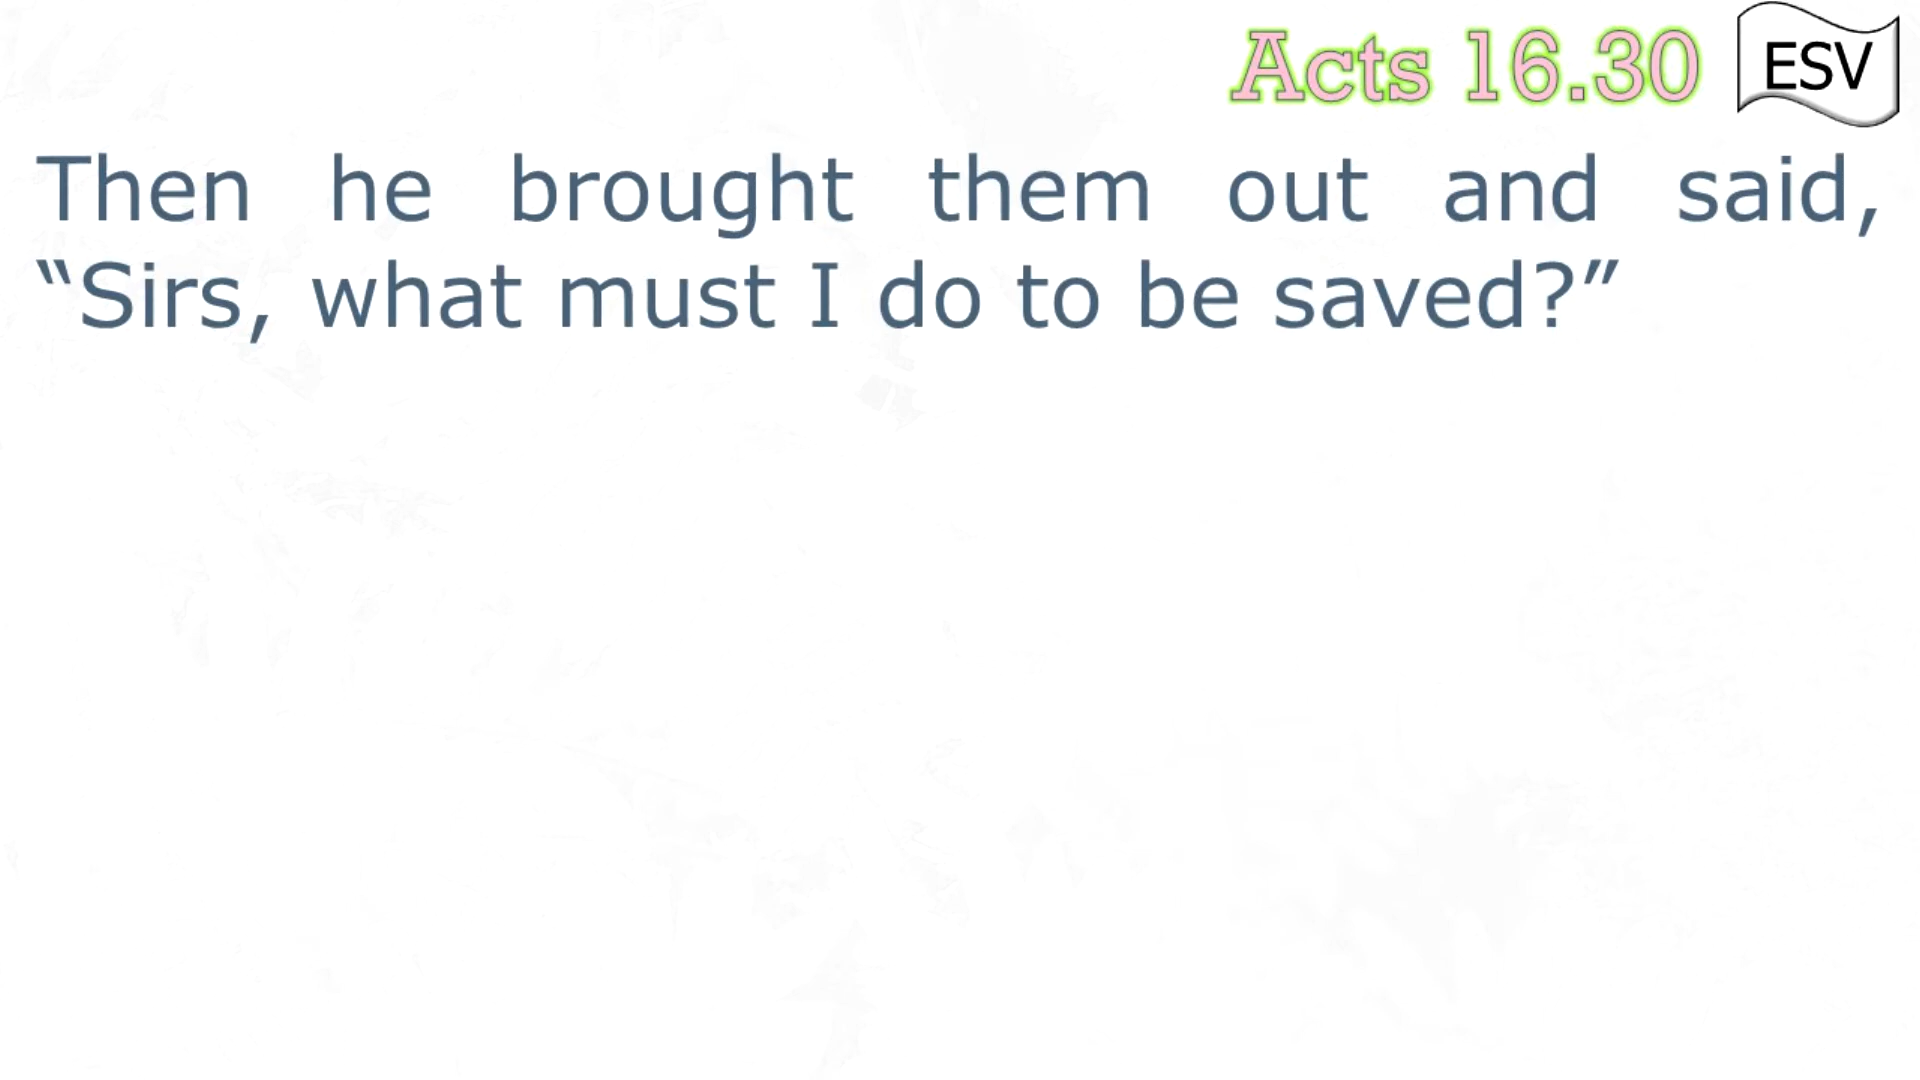 Acts 16.30 ESV
Then he brought them out and said,
“Sirs, what must I do to be saved?”